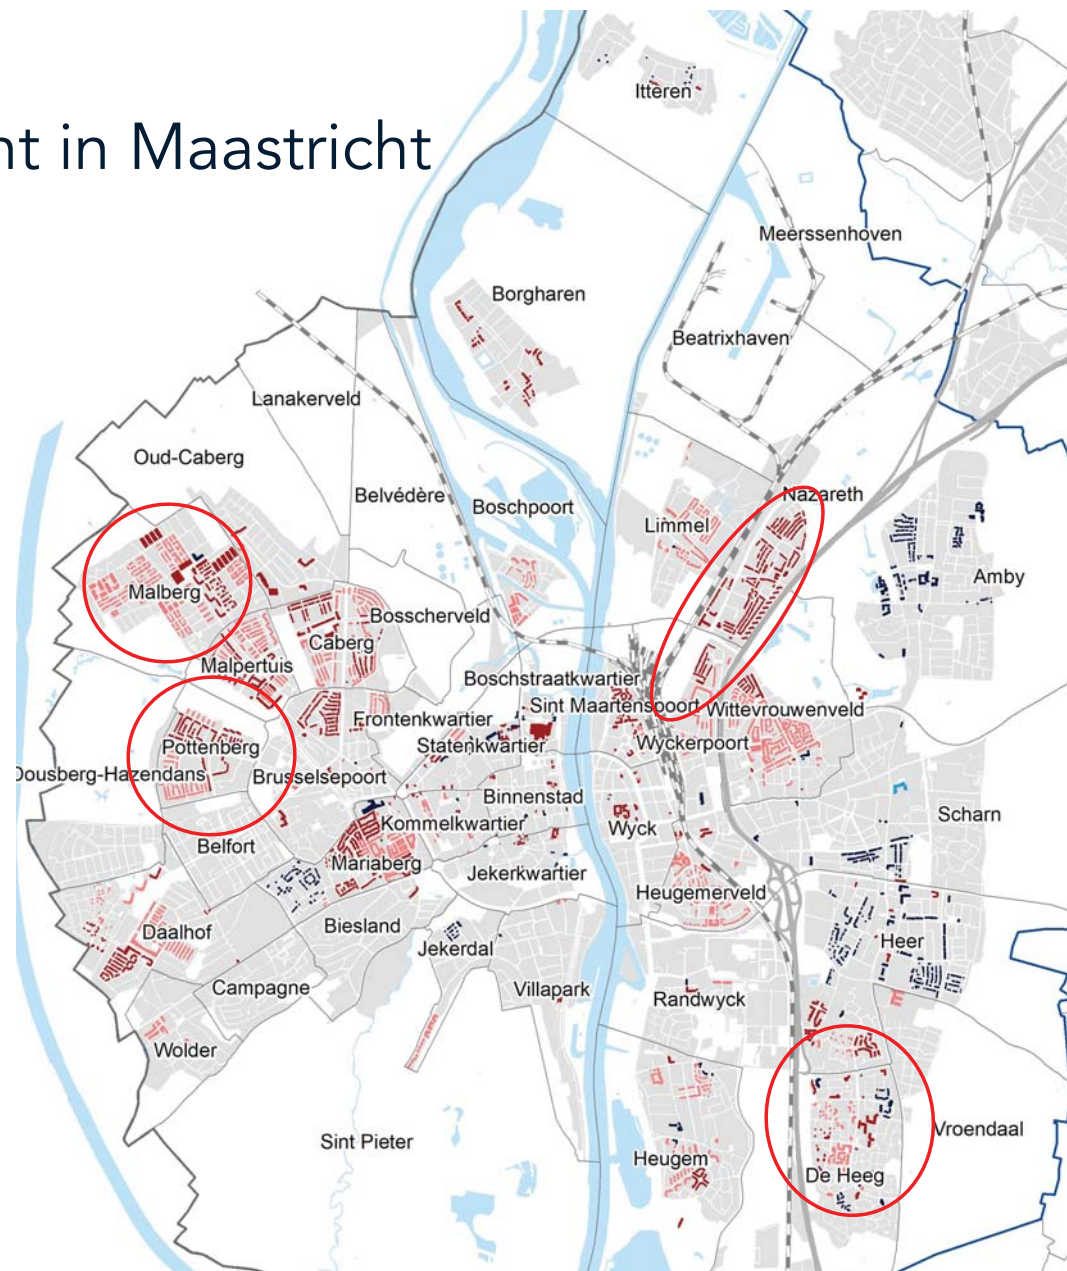 Itteren
nt in Maastricht
Meerssenhoven
Borgharen
Beatrixhaven
Lanakerveld
Oud-Caberg
Belvédère
Nazareth
Boschpoort
Limmel
Amby
Malberg
Bosscherveld
Caberg
Malpertuis
Boschstraatkwartier
Sint Maartenspoort
Wittevrouwenveld
Frontenkwartier
Pottenberg
Statenkwartier
Wyckerpoort
Dousberg-Hazendans
Brusselsepoort
Binnenstad
Scharn
Kommelkwartier
Wyck
Belfort
Mariaberg
Jekerkwartier
Heugemerveld
Biesland
Daalhof
Heer
Jekerdal
Campagne
Villapark
Randwyck
Wolder
Vroendaal
Sint Pieter
Heugem
De Heeg